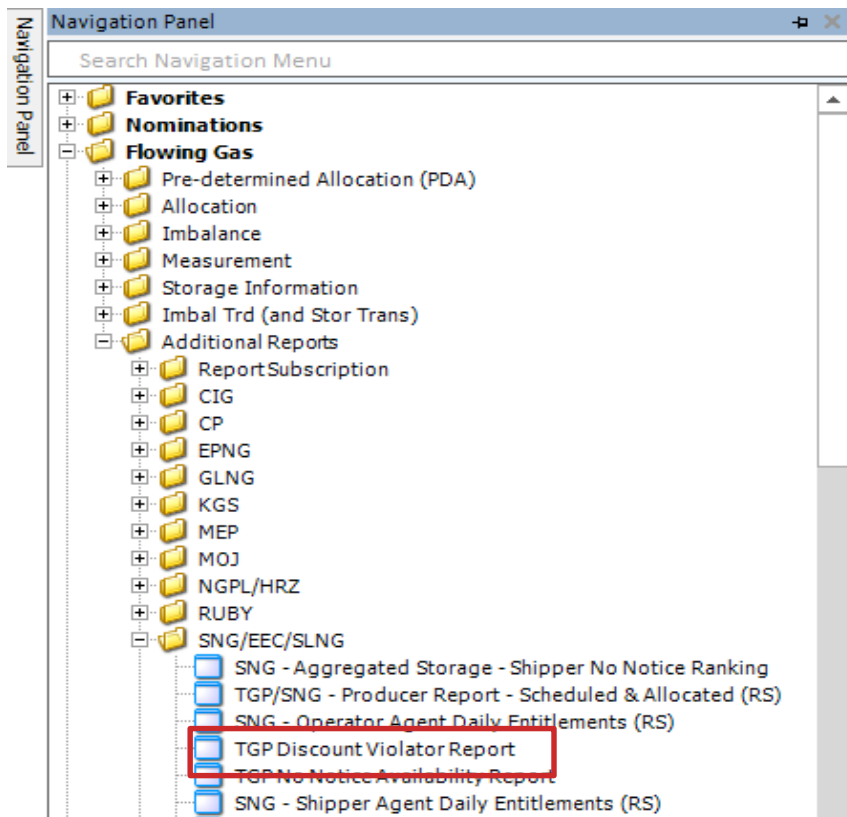 Navigation Panel
Navigation Panel
Search Navigation Menu
Favorites
Nominations
Flowing Gas
Pre-determined Allocation (PDA)
Allocation
Imbalance
Measurement
Storage Information
Imbal Trd (and Stor Trans)
Additional Reports
Report Subscription
CIG
CP
EPNG
GLNG
KGS
MEP
MOJ
NGPL/HRZ
RUBY
SNG/EEC/SLNG
SNG - Aggregated Storage - Shipper No Notice Ranking
TGP/SNG - Producer Report - Scheduled & Allocated (RS)
SNG - Operator Agent Daily Entitlements (RS)
TGP Discount Violator Report
TGP No Notice Availability Report
SNG - Shipper Agent Daily Entitlements (RS)